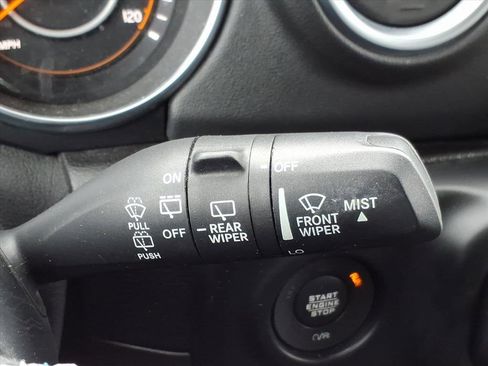 120
MPH
ON
OFF
PULL
PUSH
REAR
WIPER
OFF
FRONT
WIPER
MIST
LO
START
ENGINE
STOP